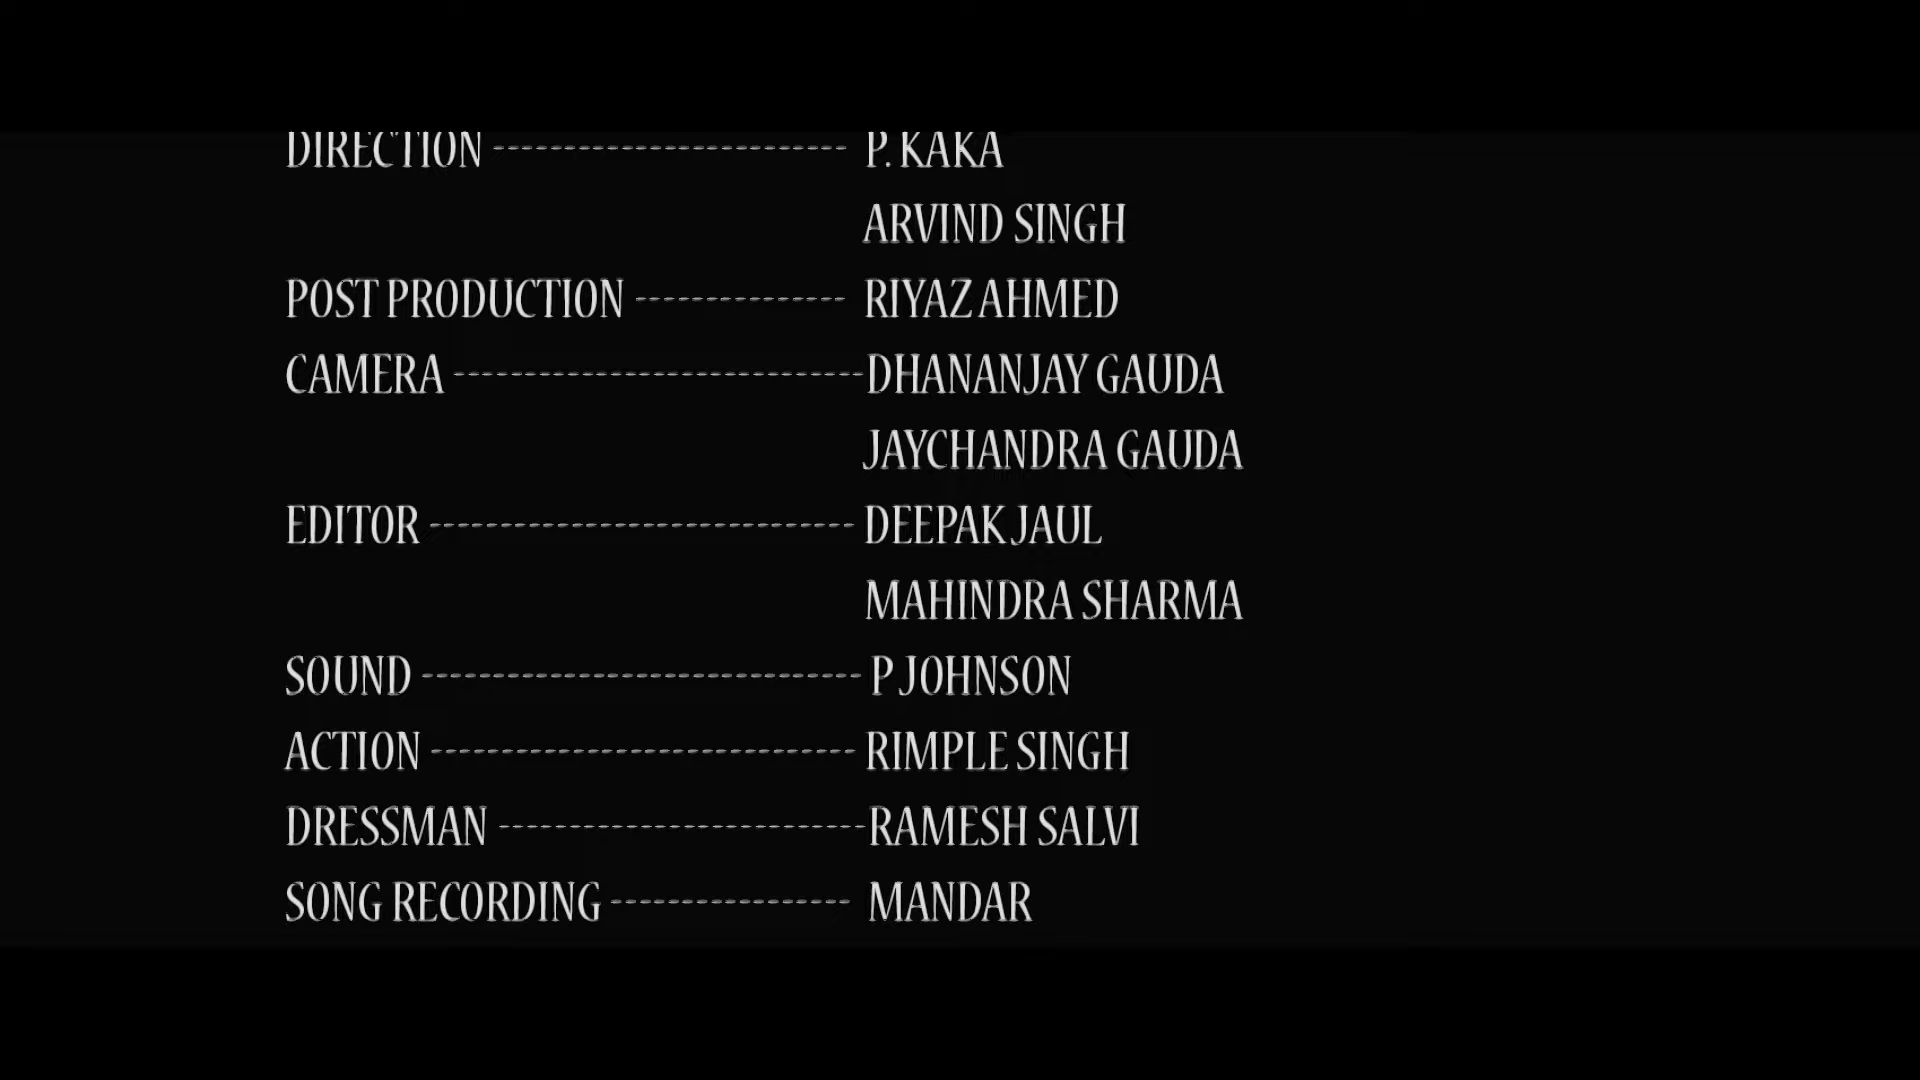 DIRECTION ------------------------- P. KAKA
ARVIND SINGH
POST PRODUCTION --------------- RIYAZ AHMED
CAMERA -----------------------------DHANANJAY GAUDA
JAYCHANDRA GAUDA
EDITOR ------------------------------ DEEPAK JAUL
MAHINDRA SHARMA
SOUND ------------------------------- P JOHNSON
ACTION ------------------------------ RIMPLE SINGH
DRESSMAN --------------------------RAMESH SALVI
SONG RECORDING ----------------- MANDAR